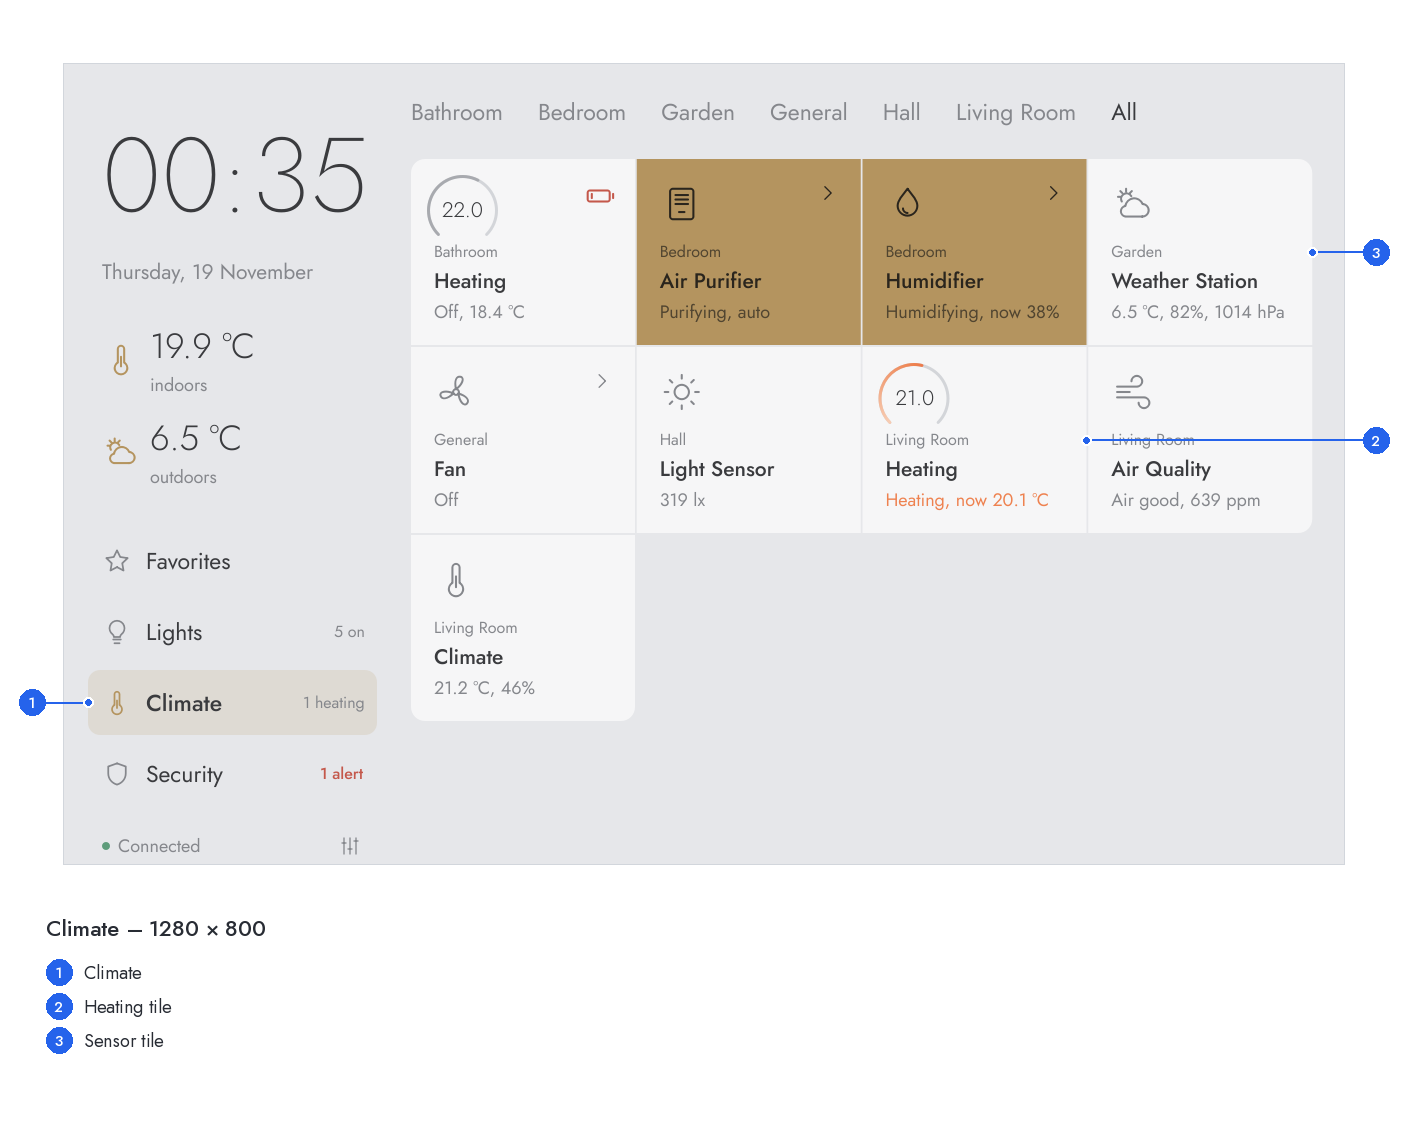 Bathroom Bedroom Garden General Hall Living Room All
00:35
Thursday, 19 November
19.9 °C
indoors
6.5 °C
outdoors
Favorites
Lights 5 on
Climate 1 heating
Security 1 alert
Connected
22.0
Bathroom
Heating
Off, 18.4 °C
Bedroom
Air Purifier
Purifying, auto
Bedroom
Humidifier
Humidifying, now 38%
Garden
Weather Station
6.5 °C, 82%, 1014 hPa
General
Fan
Off
Hall
Light Sensor
319 lx
21.0
Living Room
Heating
Heating, now 20.1 °C
Living Room
Air Quality
Air good, 639 ppm
Living Room
Climate
21.2 °C, 46%
1
2
3
Climate – 1280 × 800
1 Climate
2 Heating tile
3 Sensor tile